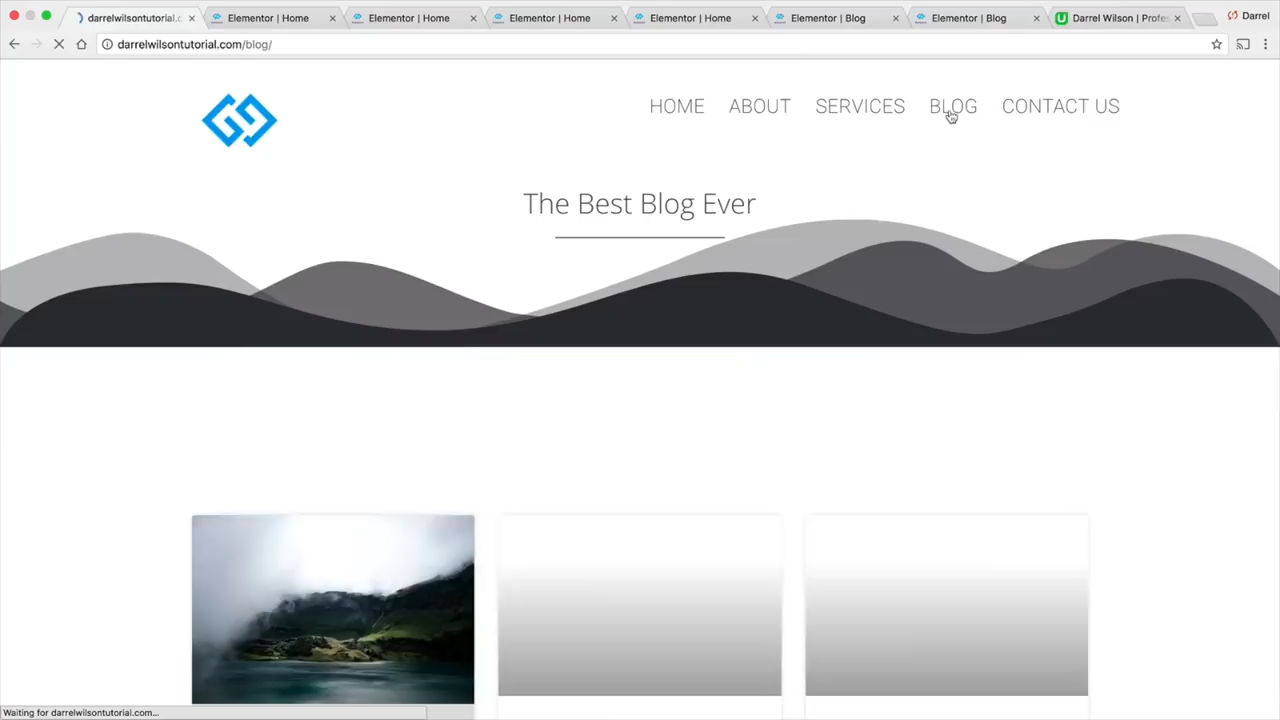 darrelwilsontutorial.c
Elementor | Home
Elementor | Home
Elementor | Home
Elementor | Home
Elementor | Blog
Elementor | Blog
Darrel Wilson | Profes
Darrel
darrelwilsontutorial.com/blog/
HOME
ABOUT
SERVICES
BLOG
CONTACT US
The Best Blog Ever
Waiting for darrelwilsontutorial.com...